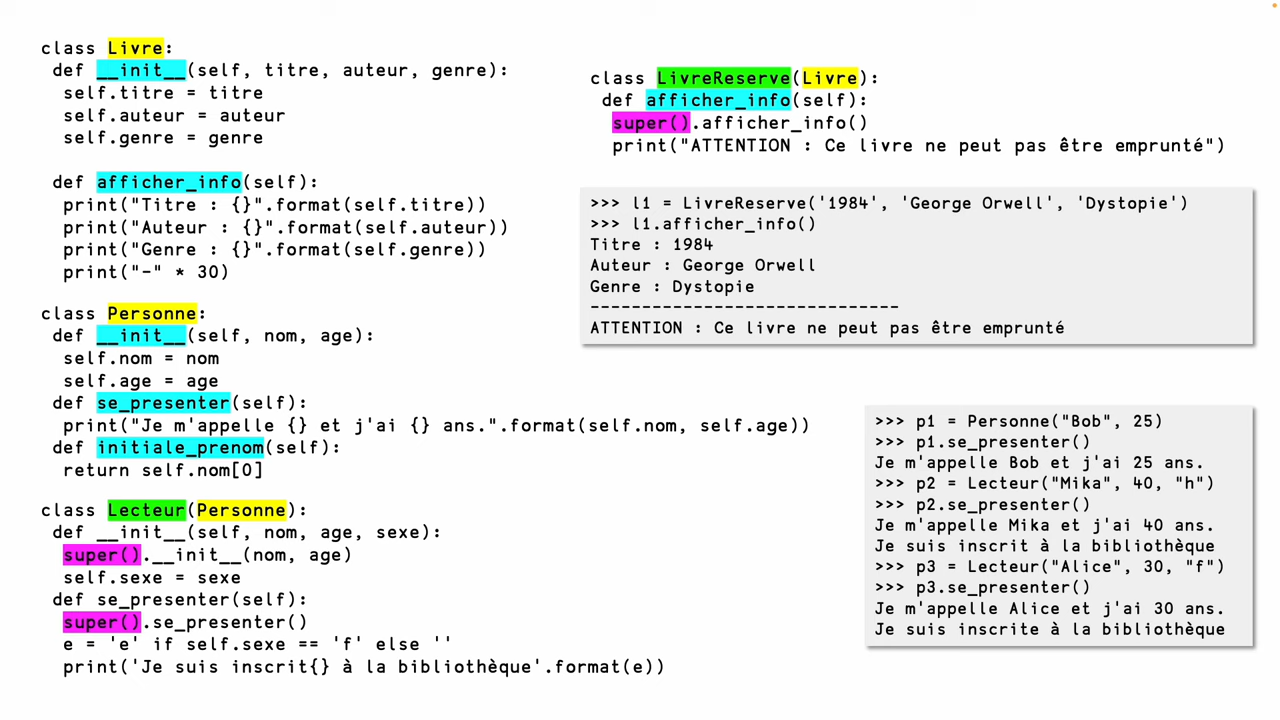 class Livre:
def __init__(self, titre, auteur, genre):
self.titre = titre
self.auteur = auteur
self.genre = genre
def afficher_info(self):
print("Titre : {}".format(self.titre))
print("Auteur : {}".format(self.auteur))
print("Genre : {}".format(self.genre))
print("-" * 30)
class Personne:
def __init__(self, nom, age):
self.nom = nom
self.age = age
def se_presenter(self):
print("Je m'appelle {} et j'ai {} ans.".format(self.nom, self.age))
def initiale_prenom(self):
return self.nom[0]
class Lecteur(Personne):
def __init__(self, nom, age, sexe):
super().__init__(nom, age)
self.sexe = sexe
def se_presenter(self):
super().se_presenter()
e = 'e' if self.sexe == 'f' else ''
print('Je suis inscrit{} à la bibliothèque'.format(e))
class LivreReserve(Livre):
def afficher_info(self):
super().afficher_info()
print("ATTENTION : Ce livre ne peut pas être emprunté")
>>> l1 = LivreReserve('1984', 'George Orwell', 'Dystopie')
>>> l1.afficher_info()
Titre : 1984
Auteur : George Orwell
Genre : Dystopie
------------------------------
ATTENTION : Ce livre ne peut pas être emprunté
>>> p1 = Personne("Bob", 25)
>>> p1.se_presenter()
Je m'appelle Bob et j'ai 25 ans.
>>> p2 = Lecteur("Mika", 40, "h")
>>> p2.se_presenter()
Je m'appelle Mika et j'ai 40 ans.
Je suis inscrit à la bibliothèque
>>> p3 = Lecteur("Alice", 30, "f")
>>> p3.se_presenter()
Je m'appelle Alice et j'ai 30 ans.
Je suis inscrite à la bibliothèque